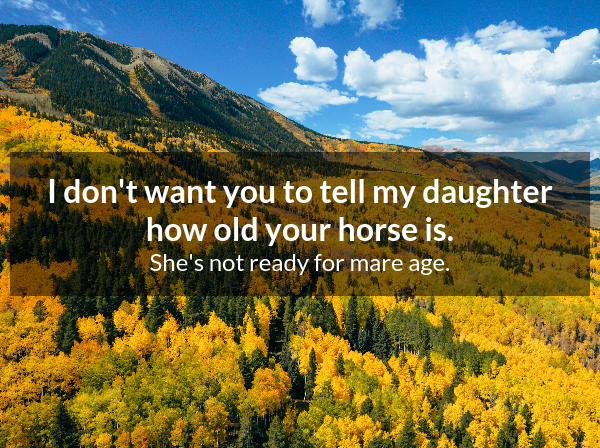 I don't want you to tell my daughter
how old your horse is.
She's not ready for mare age.